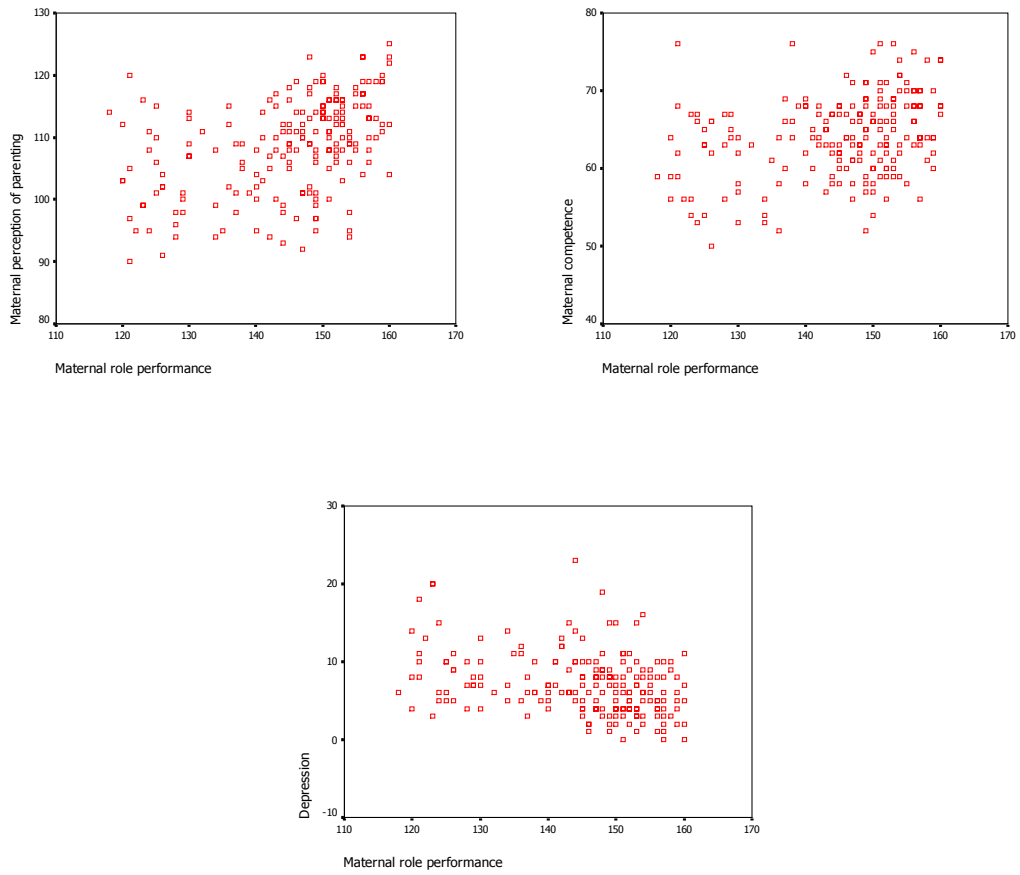 Maternal perception of parenting
130
120
110
100
90
80
110 120 130 140 150 160 170
Maternal role performance
Maternal competence
80
70
60
50
40
110 120 130 140 150 160 170
Maternal role performance
Depression
30
20
10
0
-10
110 120 130 140 150 160 170
Maternal role performance